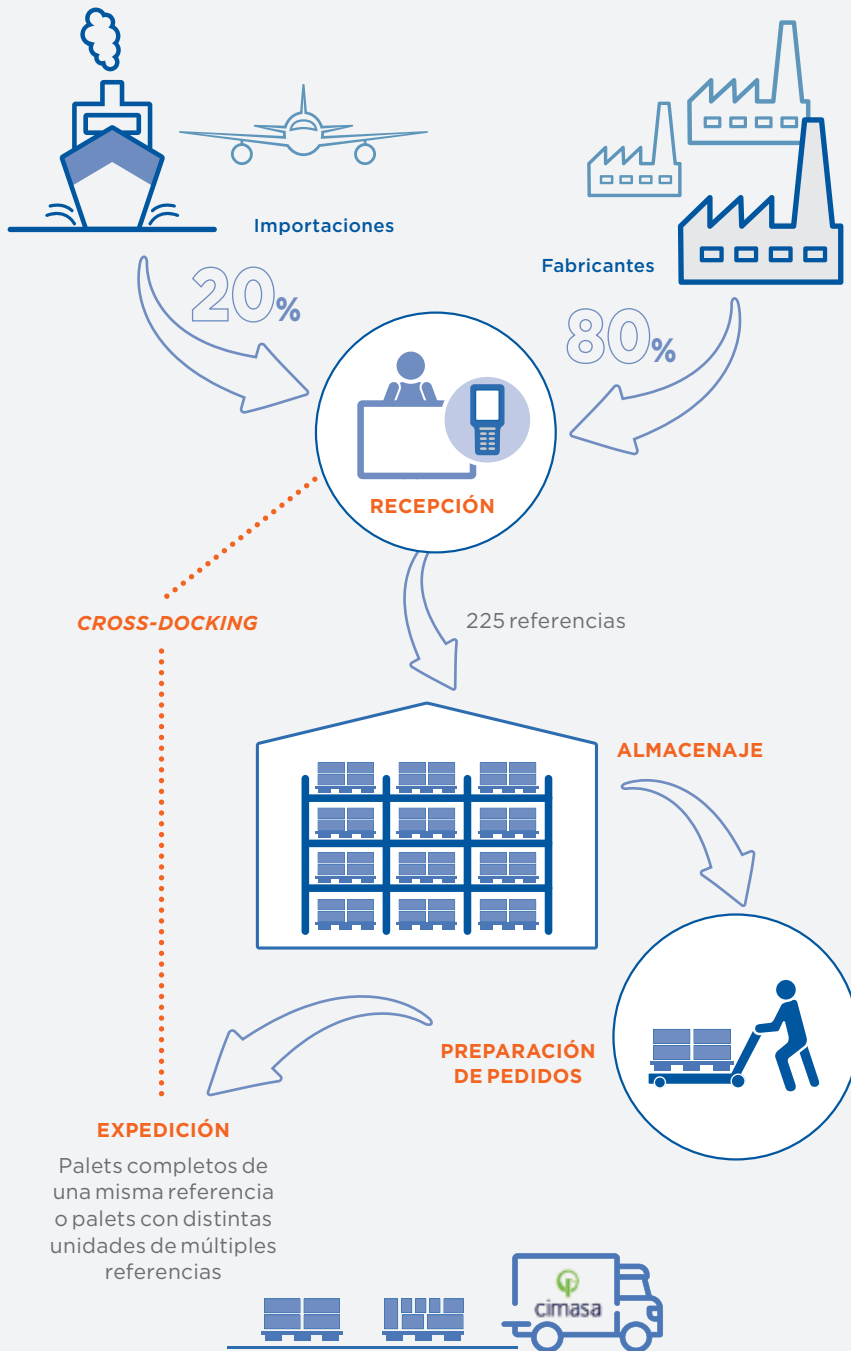 Importaciones
20%
Fabricantes
80%
RECEPCIÓN
CROSS-DOCKING
225 referencias
ALMACENAJE
PREPARACIÓN
DE PEDIDOS
EXPEDICIÓN
Palets completos de
una misma referencia
o palets con distintas
unidades de múltiples
referencias
cimasa